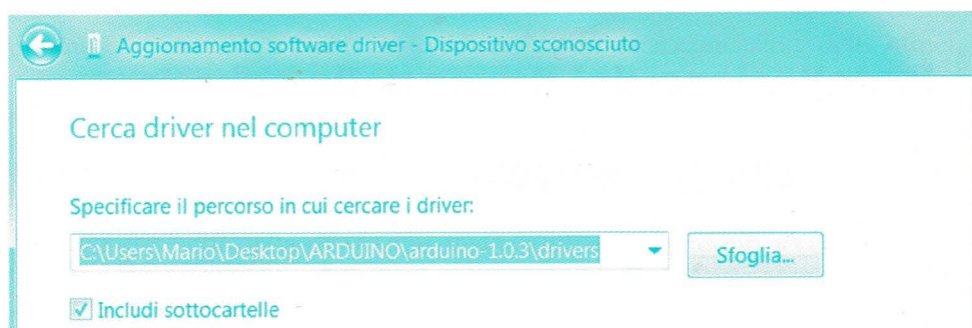 Aggiornamento software driver - Dispositivo sconosciuto
Cerca driver nel computer
Specificare il percorso in cui cercare i driver:
C:\Users\Mario\Desktop\ARDUINO\arduino-1.0.3\drivers
Sfoglia...
Includi sottocartelle